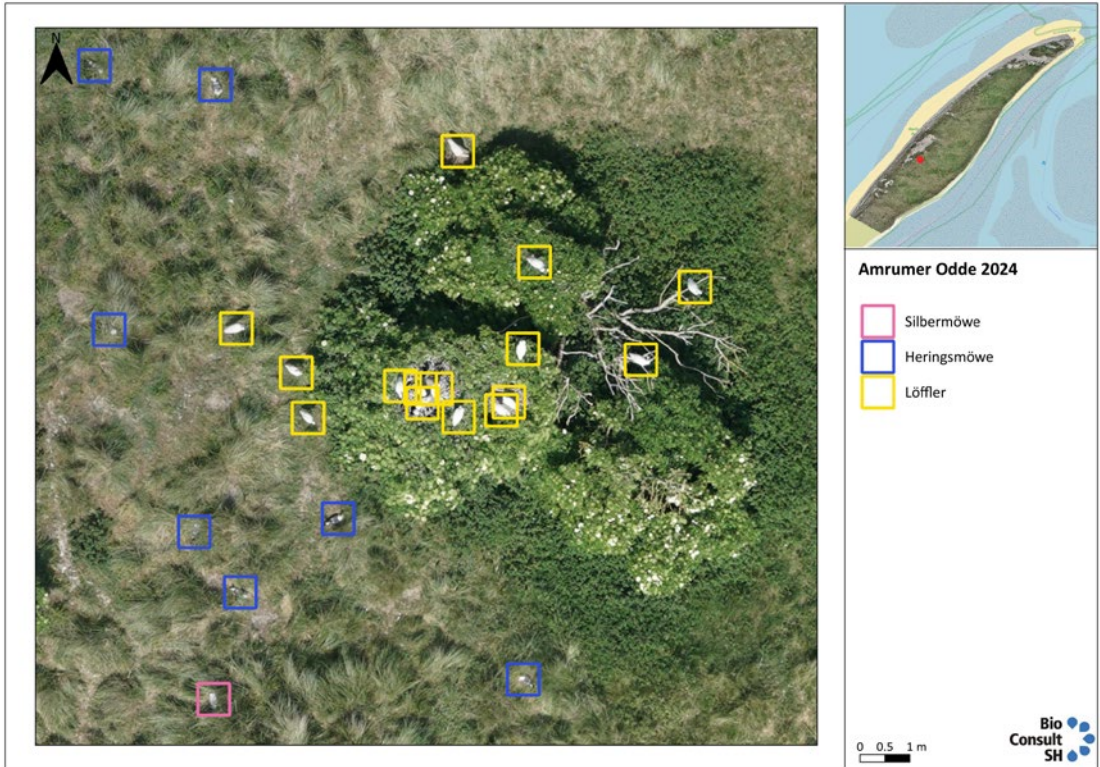 N
Amrumer Odde 2024
Silbermöwe
Heringsmöwe
Löffler
0 0.5 1 m
Bio
Consult
SH